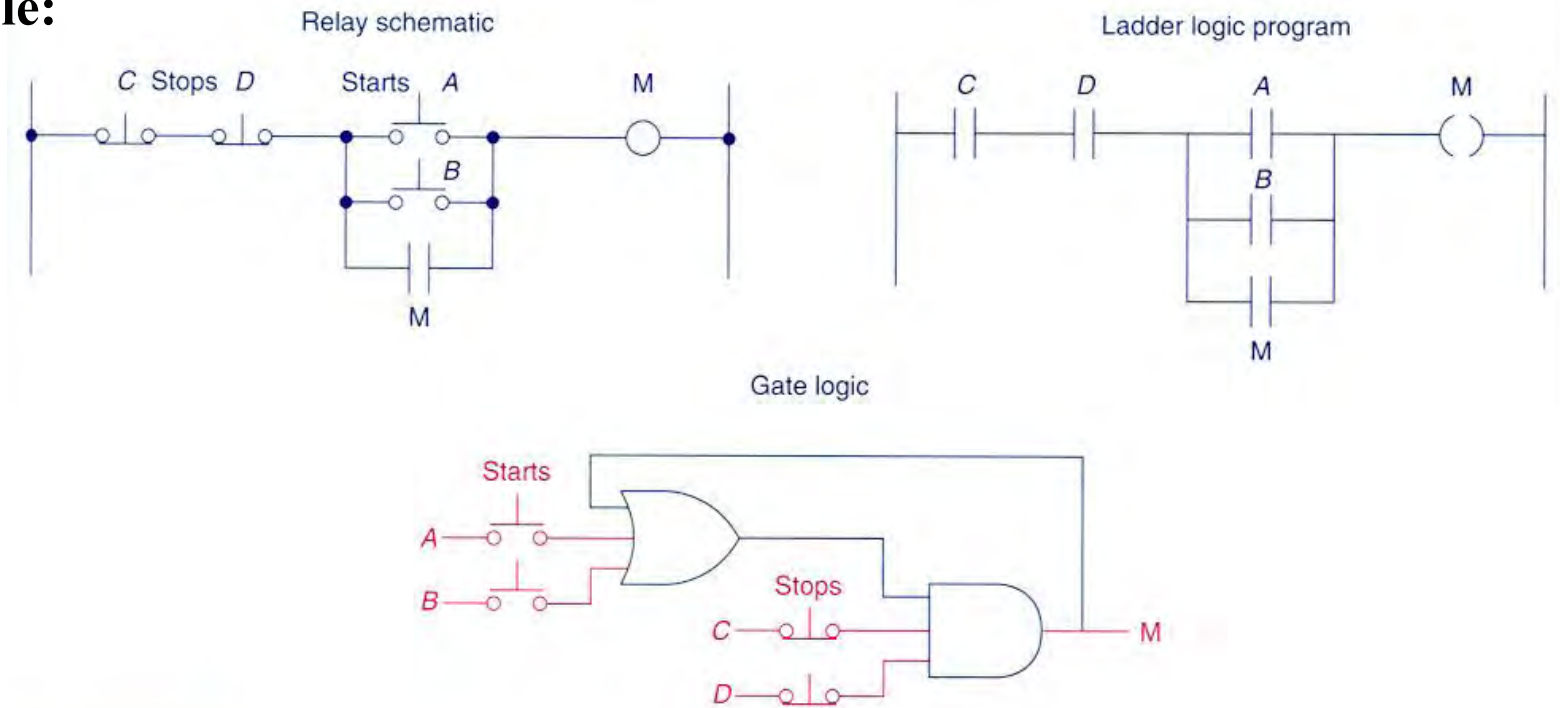 le:
Relay schematic
C Stops D Starts A M
B
M
Ladder logic program
C D A M
B
M
Gate logic
Starts
A
B
Stops
C
D
M